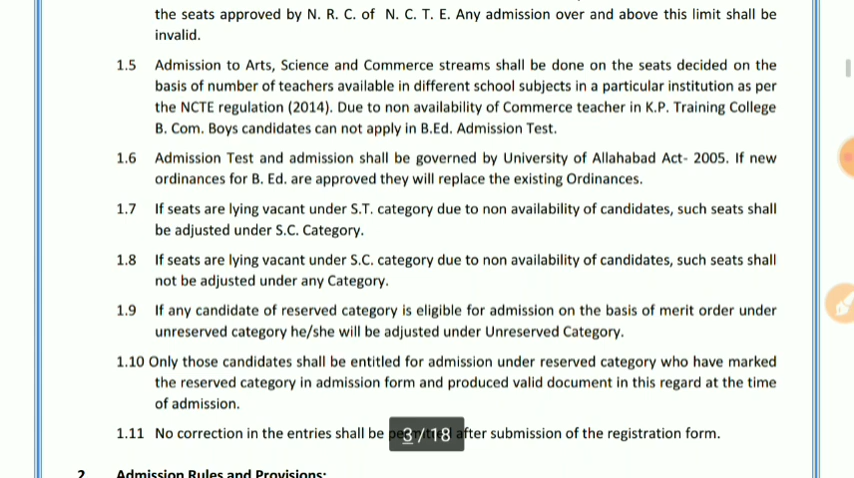 the seats approved by N. R. C. of N. C. T. E. Any admission over and above this limit shall be
invalid.
1.5 Admission to Arts, Science and Commerce streams shall be done on the seats decided on the
basis of number of teachers available in different school subjects in a particular institution as per
the NCTE regulation (2014). Due to non availability of Commerce teacher in K.P. Training College
B. Com. Boys candidates can not apply in B.Ed. Admission Test.
1.6 Admission Test and admission shall be governed by University of Allahabad Act- 2005. If new
ordinances for B. Ed. are approved they will replace the existing Ordinances.
1.7 If seats are lying vacant under S.T. category due to non availability of candidates, such seats shall
be adjusted under S.C. Category.
1.8 If seats are lying vacant under S.C. category due to non availability of candidates, such seats shall
not be adjusted under any Category.
1.9 If any candidate of reserved category is eligible for admission on the basis of merit order under
unreserved category he/she will be adjusted under Unreserved Category.
1.10 Only those candidates shall be entitled for admission under reserved category who have marked
the reserved category in admission form and produced valid document in this regard at the time
of admission.
1.11 No correction in the entries shall be after submission of the registration form.
3/18
2 Admission Rules and Provisions: